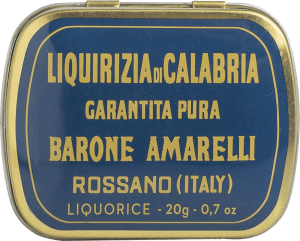 LIQUIRIZIA DI CALABRIA
GARANTITA PURA
BARONE AMARELLI
ROSSANO (ITALY)
LIQUORICE - 20g - 0,7 oz